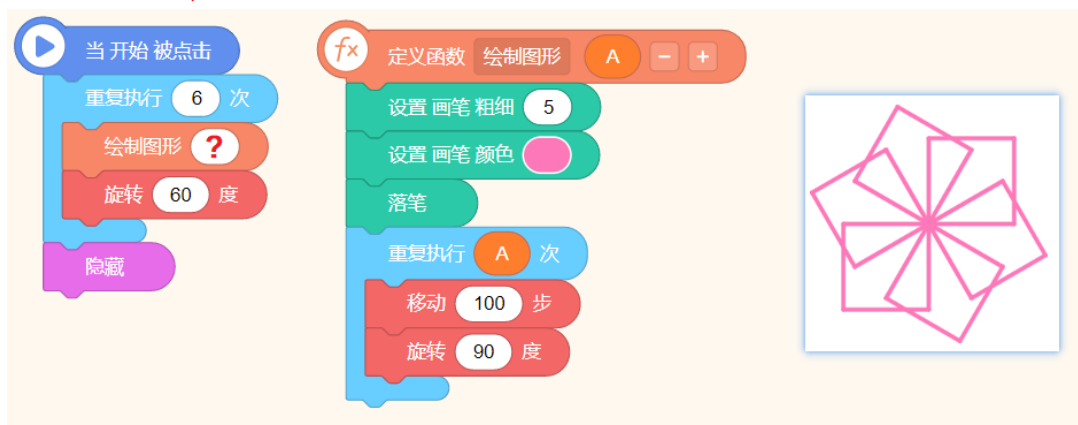 当 开始 被点击
重复执行 6 次
绘制图形 ?
旋转 60 度
隐藏
fx 定义函数 绘制图形 A − +
设置 画笔 粗细 5
设置 画笔 颜色
落笔
重复执行 A 次
移动 100 步
旋转 90 度